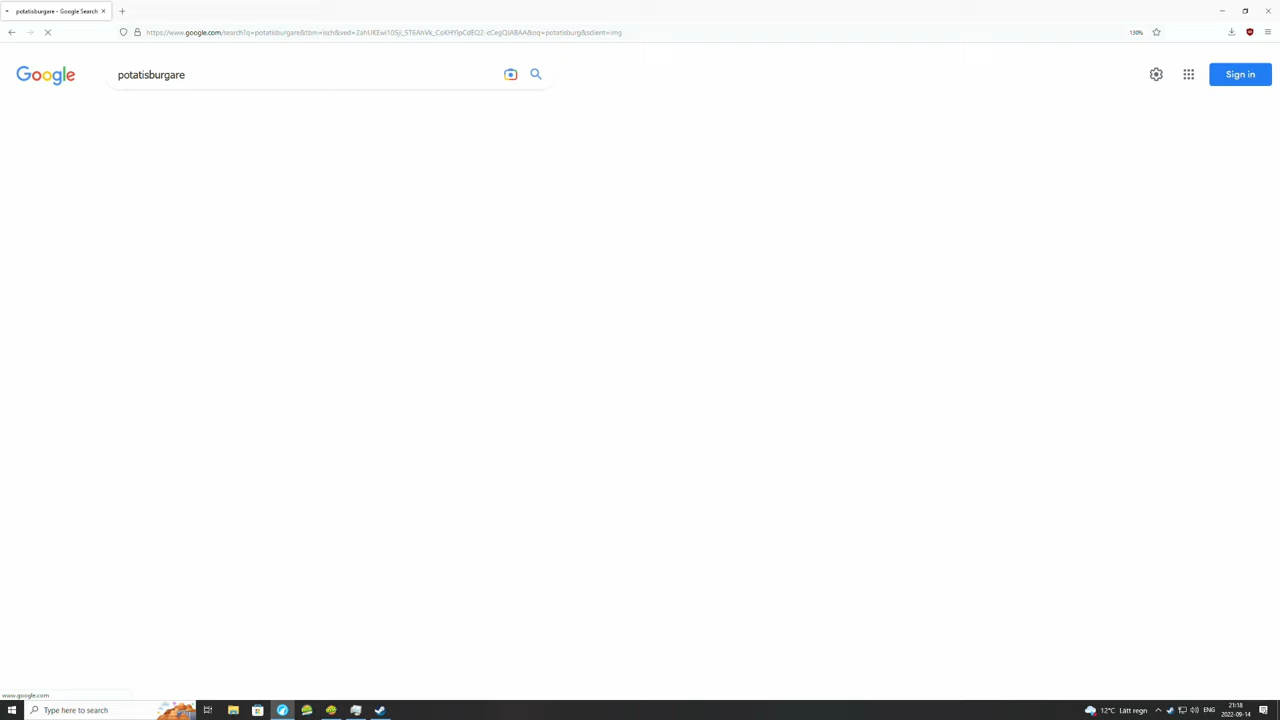 potatisburgare - Google Search
130%
Google
potatisburgare
Sign in
www.google.com
Type here to search
12°C Lätt regn
ENG
21:18
2022-09-14